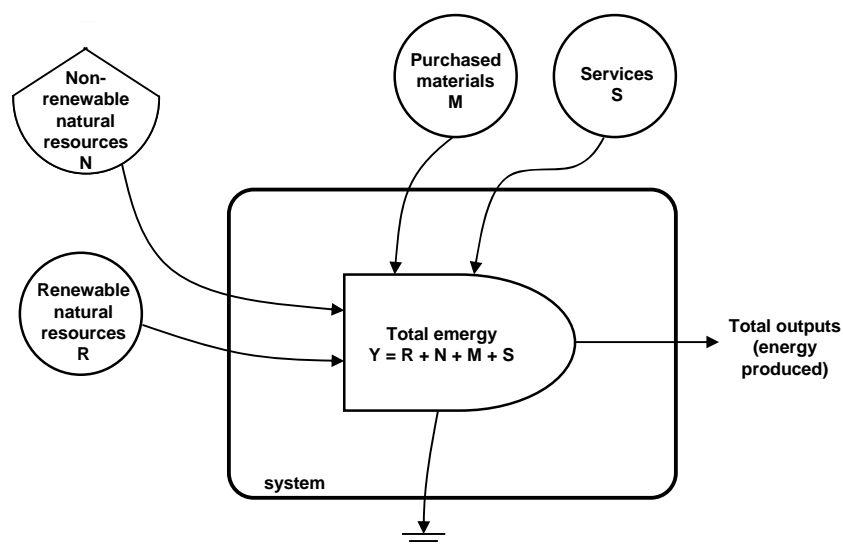 Non-
renewable
natural
resources
N
Purchased
materials
M
Services
S
Renewable
natural
resources
R
Total emergy
Y = R + N + M + S
Total outputs
(energy
produced)
system